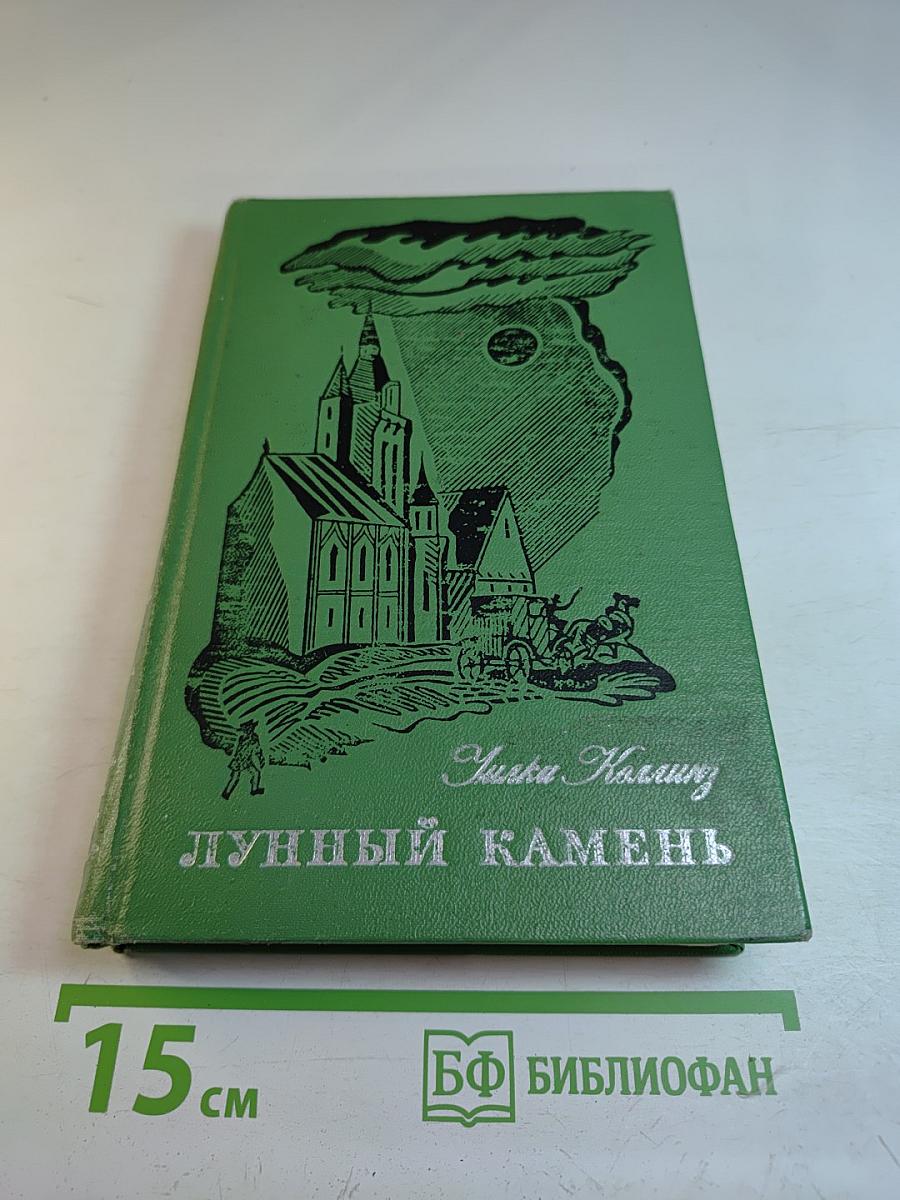 Уилки Коллинз
ЛУННЫЙ КАМЕНЬ
15 см
БФ БИБЛИОФАН